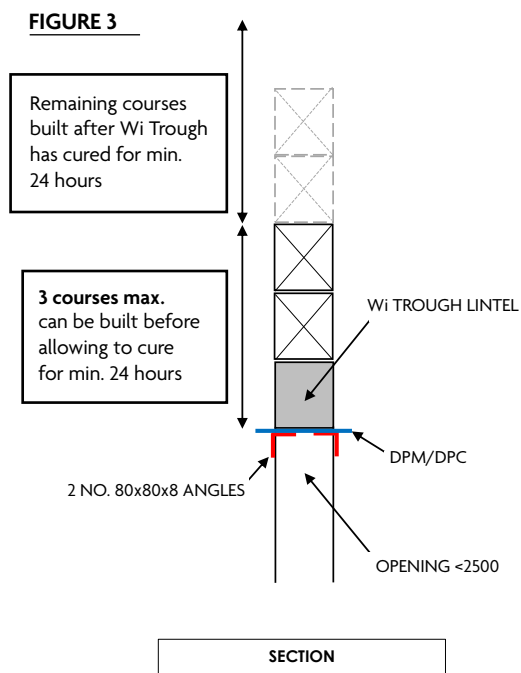 FIGURE 3
Remaining courses
built after Wi Trough
has cured for min.
24 hours
3 courses max.
can be built before
allowing to cure
for min. 24 hours
Wi TROUGH LINTEL
DPM/DPC
2 NO. 80x80x8 ANGLES
OPENING <2500
SECTION